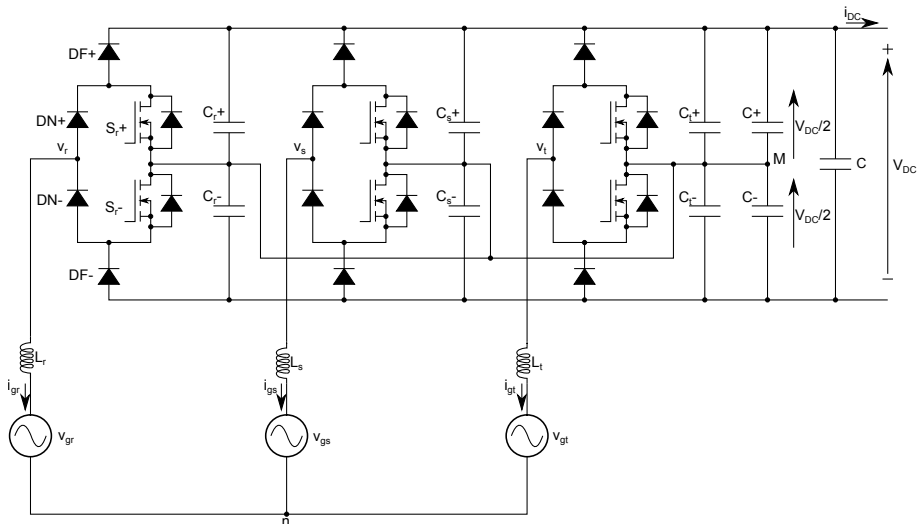 i_DC
DF+
DN+
S_r+
C_r+
C_s+
C_t+
C+
V_DC/2
+
v_r
v_s
v_t
M
C
V_DC
DN-
S_r-
C_r-
C_s-
C_t-
C-
V_DC/2
DF-
−
L_r
L_s
L_t
i_gr
i_gs
i_gt
v_gr
v_gs
v_gt
n